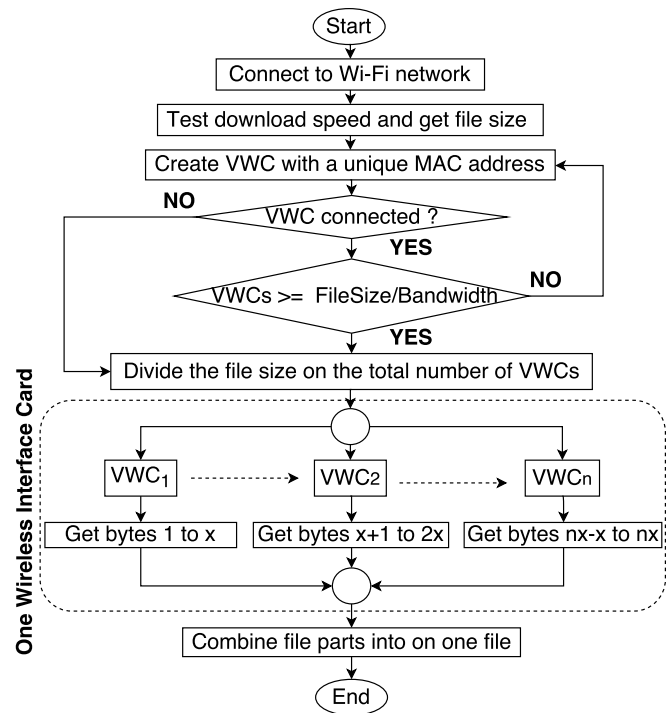 Start
Connect to Wi-Fi network
Test download speed and get file size
Create VWC with a unique MAC address
NO
VWC connected ?
YES
VWCs >= FileSize/Bandwidth
NO
YES
Divide the file size on the total number of VWCs
One Wireless Interface Card
VWC1
VWC2
VWCn
Get bytes 1 to x
Get bytes x+1 to 2x
Get bytes nx-x to nx
Combine file parts into on one file
End